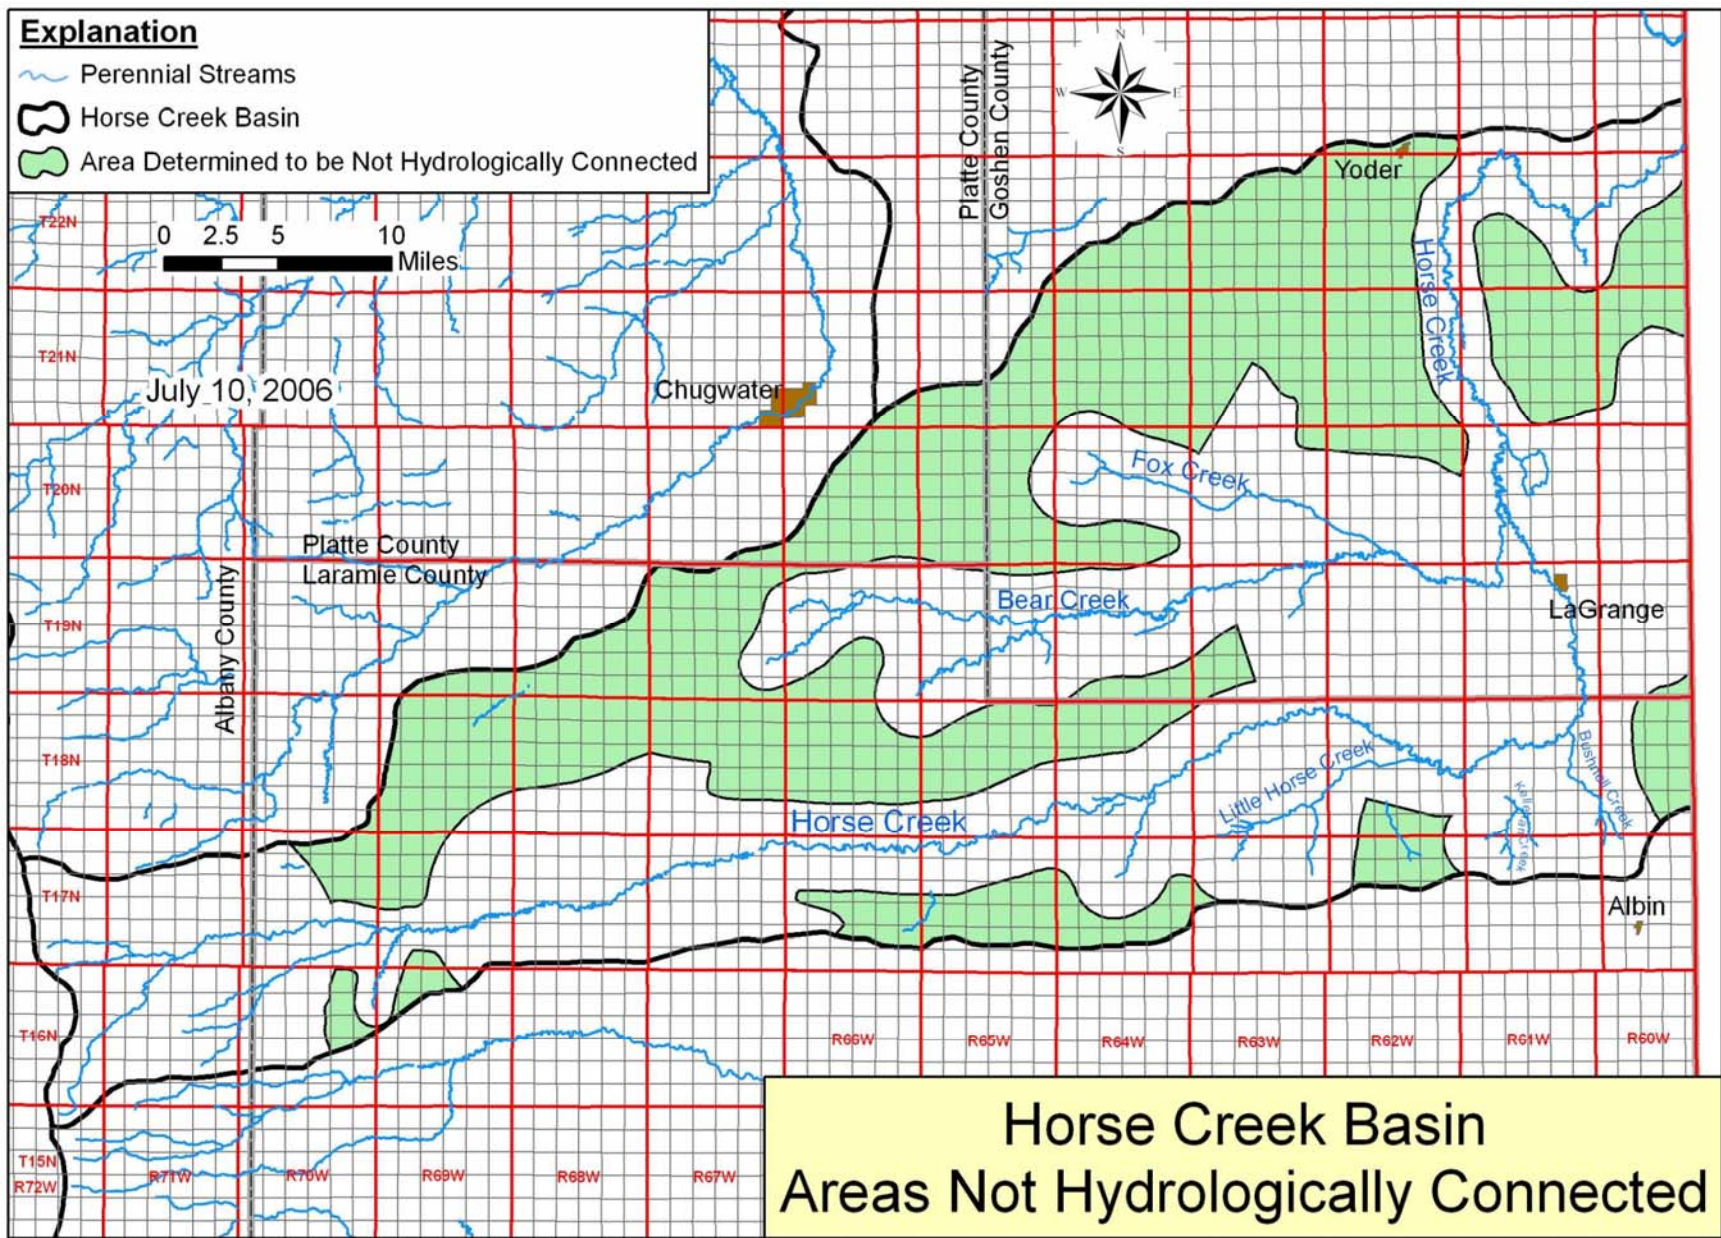 Explanation
Perennial Streams
Horse Creek Basin
Area Determined to be Not Hydrologically Connected
N
W
E
S
Platte County
Goshen County
Yoder
T22N
0 2.5 5 10
Miles
Horse Creek
T21N
July 10, 2006
Chugwater
T20N
Fox Creek
Platte County
Laramie County
Albany County
Bear Creek
LaGrange
T19N
T18N
Little Horse Creek
Bushnell Creek
Horse Creek
T17N
Albin
T16N
R66W
R65W
R64W
R63W
R62W
R61W
R60W
T15N
R72W
R71W
R70W
R69W
R68W
R67W
Horse Creek Basin
Areas Not Hydrologically Connected